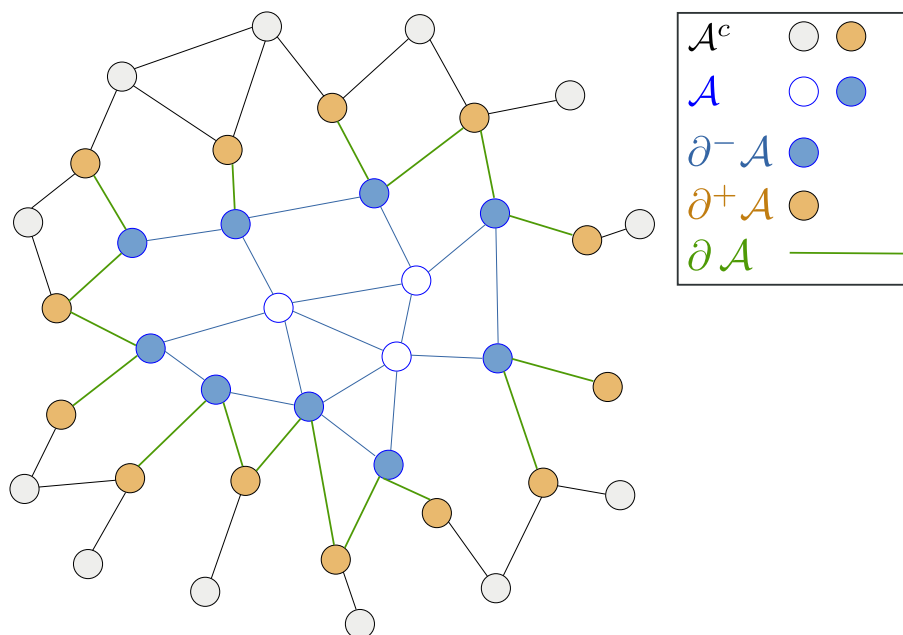 𝒜ᶜ
𝒜
∂⁻ 𝒜
∂⁺ 𝒜
∂ 𝒜